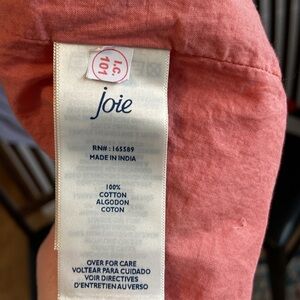 I.C.
101
joie
RN# : 165589
MADE IN INDIA
100%
COTTON
ALGODON
COTON
OVER FOR CARE
VOLTEAR PARA CUIDADO
VOIR DIRECTIVES
D'ENTRETIEN AU VERSO